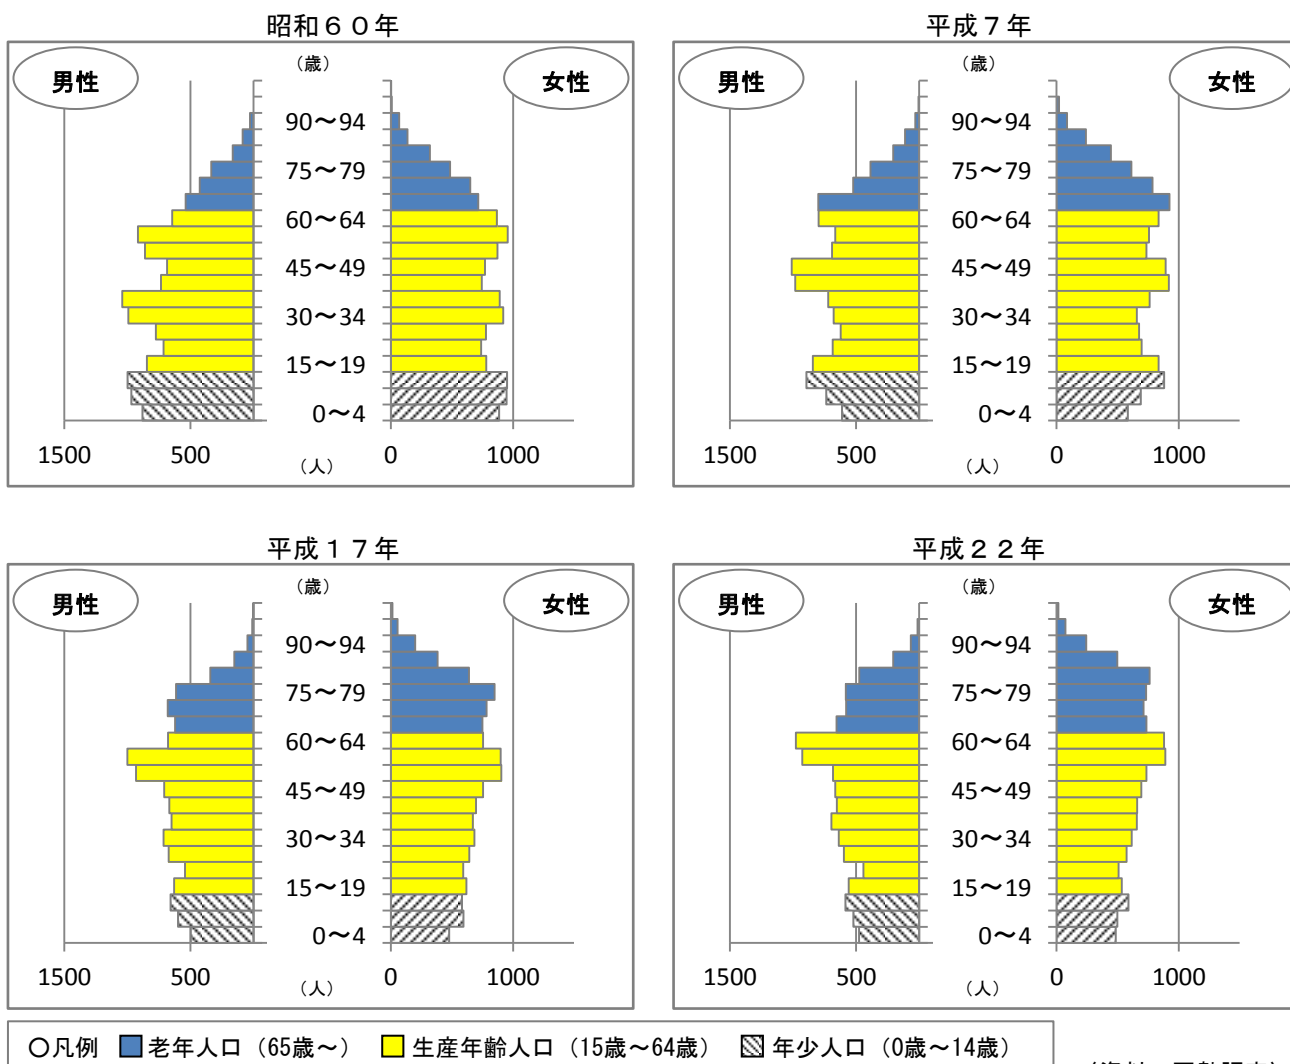 昭和６０年
男性
（歳）
女性
90～94
75～79
60～64
45～49
30～34
15～19
0～4
1500
500
（人）
0
1000
平成７年
男性
（歳）
女性
90～94
75～79
60～64
45～49
30～34
15～19
0～4
1500
500
（人）
0
1000
平成１７年
男性
（歳）
女性
90～94
75～79
60～64
45～49
30～34
15～19
0～4
1500
500
（人）
0
1000
平成２２年
男性
（歳）
女性
90～94
75～79
60～64
45～49
30～34
15～19
0～4
1500
500
（人）
0
1000
○凡例 老年人口（65歳～） 生産年齢人口（15歳～64歳） 年少人口（0歳～14歳）